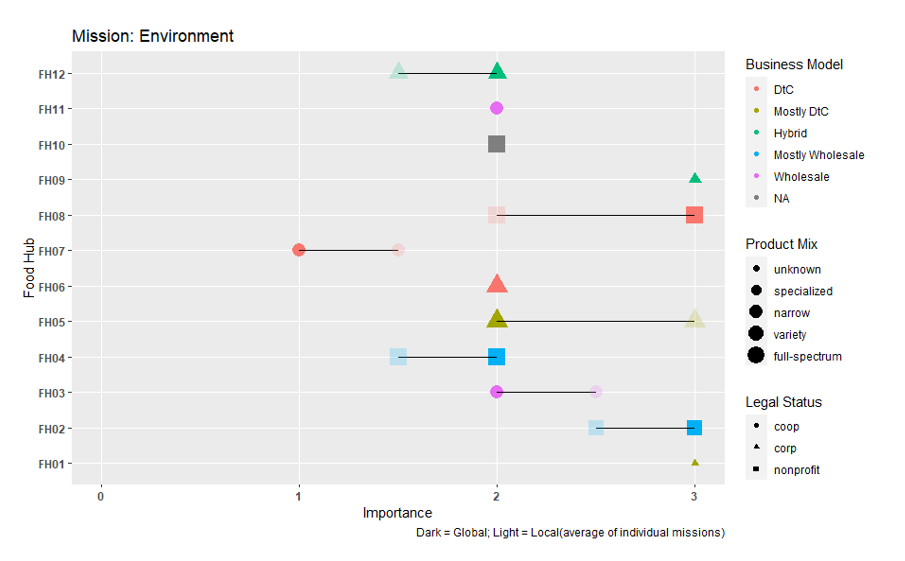 Mission: Environment
FH12
FH11
FH10
FH09
FH08
FH07
FH06
FH05
FH04
FH03
FH02
FH01
Food Hub
0 1 2 3
Importance
Dark = Global; Light = Local(average of individual missions)
Business Model
DtC
Mostly DtC
Hybrid
Mostly Wholesale
Wholesale
NA
Product Mix
unknown
specialized
narrow
variety
full-spectrum
Legal Status
coop
corp
nonprofit